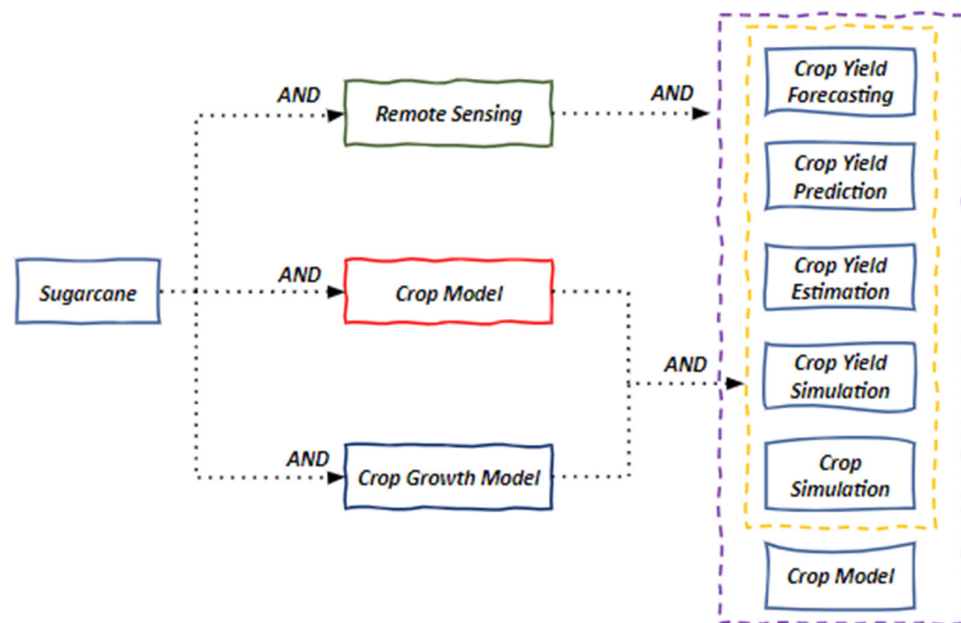 Sugarcane
AND
Remote Sensing
AND
AND
Crop Model
AND
Crop Growth Model
AND
Crop Yield
Forecasting
Crop Yield
Prediction
Crop Yield
Estimation
Crop Yield
Simulation
Crop
Simulation
Crop Model